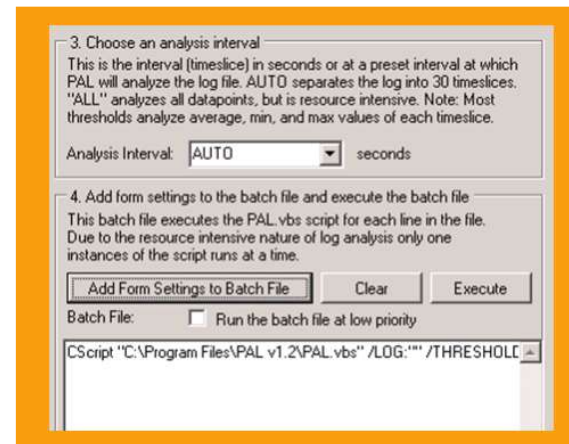 3. Choose an analysis interval
This is the interval (timeslice) in seconds or at a preset interval at which
PAL will analyze the log file. AUTO separates the log into 30 timeslices.
"ALL" analyzes all datapoints, but is resource intensive. Note: Most
thresholds analyze average, min, and max values of each timeslice.
Analysis Interval: AUTO seconds
4. Add form settings to the batch file and execute the batch file
This batch file executes the PAL.vbs script for each line in the file.
Due to the resource intensive nature of log analysis only one
instances of the script runs at a time.
Add Form Settings to Batch File Clear Execute
Batch File: Run the batch file at low priority
CScript "C:\Program Files\PAL v1.2\PAL.vbs" /LOG:"" /THRESHOLD